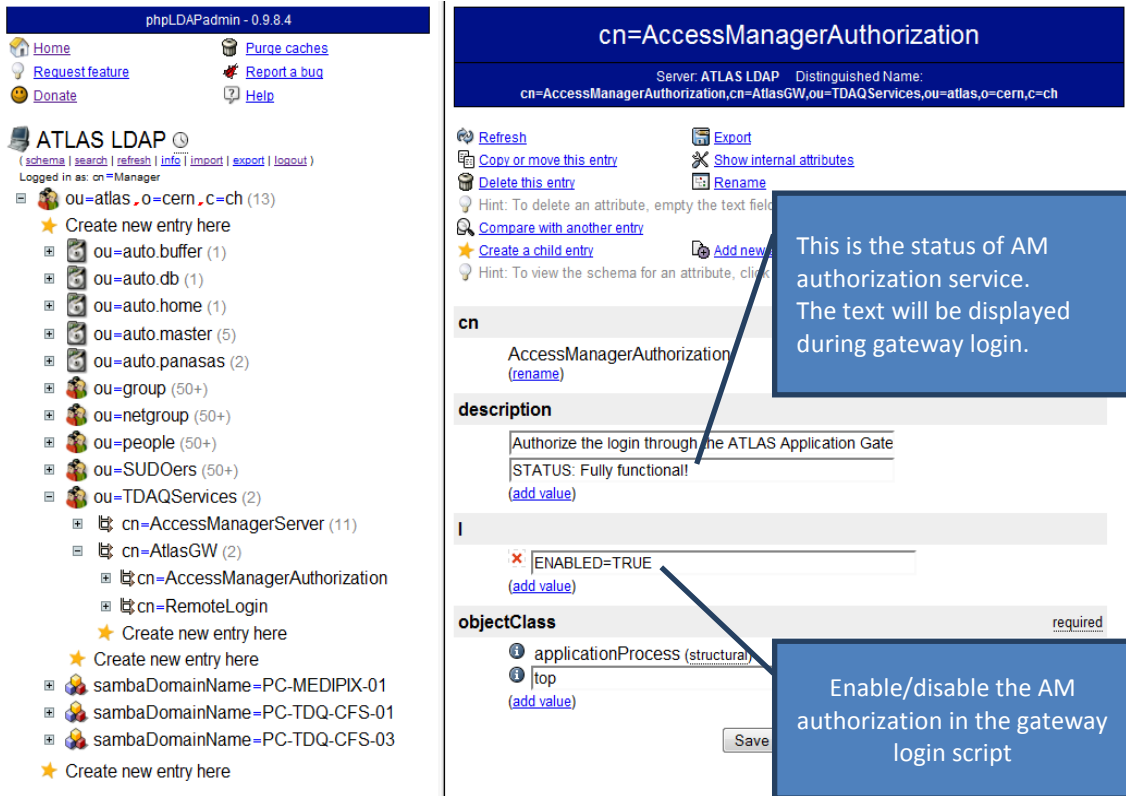 phpLDAPadmin - 0.9.8.4
Home Purge caches
Request feature Report a bug
Donate Help
ATLAS LDAP
( schema | search | refresh | info | import | export | logout )
Logged in as: cn=Manager
ou=atlas,o=cern,c=ch (13)
Create new entry here
ou=auto.buffer (1)
ou=auto.db (1)
ou=auto.home (1)
ou=auto.master (5)
ou=auto.panasas (2)
ou=group (50+)
ou=netgroup (50+)
ou=people (50+)
ou=SUDOers (50+)
ou=TDAQServices (2)
cn=AccessManagerServer (11)
cn=AtlasGW (2)
cn=AccessManagerAuthorization
cn=RemoteLogin
Create new entry here
Create new entry here
sambaDomainName=PC-MEDIPIX-01
sambaDomainName=PC-TDQ-CFS-01
sambaDomainName=PC-TDQ-CFS-03
Create new entry here
cn=AccessManagerAuthorization
Server: ATLAS LDAP Distinguished Name:
cn=AccessManagerAuthorization,cn=AtlasGW,ou=TDAQServices,ou=atlas,o=cern,c=ch
Refresh Export
Copy or move this entry Show internal attributes
Delete this entry Rename
Hint: To delete an attribute, empty the text field
Compare with another entry
Create a child entry Add new
Hint: To view the schema for an attribute, click
This is the status of AM
authorization service.
The text will be displayed
during gateway login.
cn
AccessManagerAuthorization
(rename)
description
Authorize the login through the ATLAS Application Gate
STATUS: Fully functional!
(add value)
l
ENABLED=TRUE
(add value)
objectClass required
applicationProcess (structural)
top
(add value)
Save
Enable/disable the AM
authorization in the gateway
login script